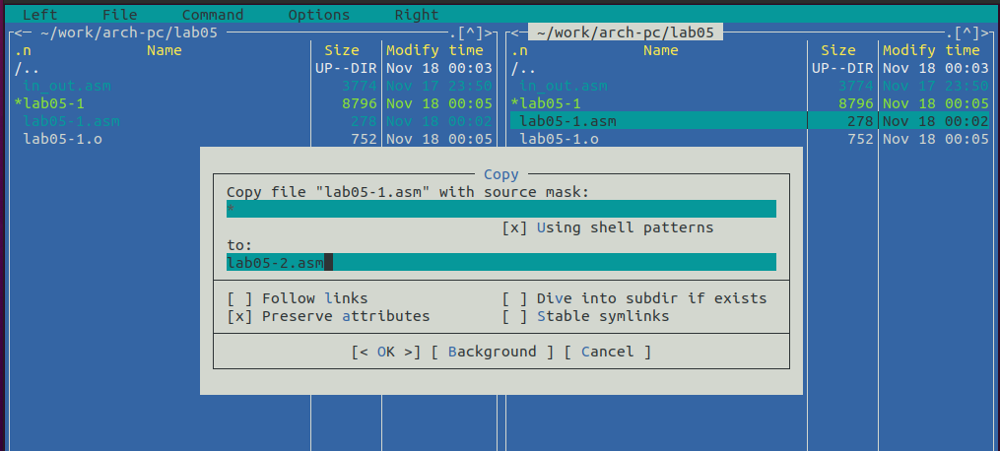 Left File Command Options Right
<─ ~/work/arch-pc/lab05 ─.[^]>
.n Name Size Modify time
/.. UP--DIR Nov 18 00:03
in_out.asm 3774 Nov 17 23:50
*lab05-1 8796 Nov 18 00:05
lab05-1.asm 278 Nov 18 00:02
lab05-1.o 752 Nov 18 00:05
<─ ~/work/arch-pc/lab05 ─.[^]>
.n Name Size Modify time
/.. UP--DIR Nov 18 00:03
in_out.asm 3774 Nov 17 23:50
*lab05-1 8796 Nov 18 00:05
lab05-1.asm 278 Nov 18 00:02
lab05-1.o 752 Nov 18 00:05
Copy
Copy file "lab05-1.asm" with source mask:
*
[x] Using shell patterns
to:
lab05-2.asm
[ ] Follow links [ ] Dive into subdir if exists
[x] Preserve attributes [ ] Stable symlinks
[< OK >] [ Background ] [ Cancel ]